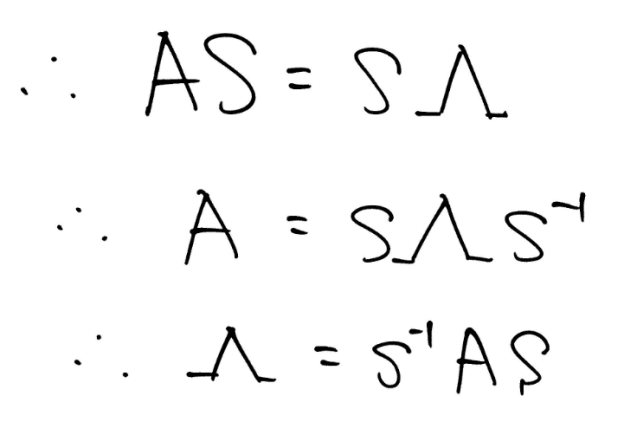 ∴ AS = SΛ
∴ A = SΛS⁻¹
∴ Λ = S⁻¹AS